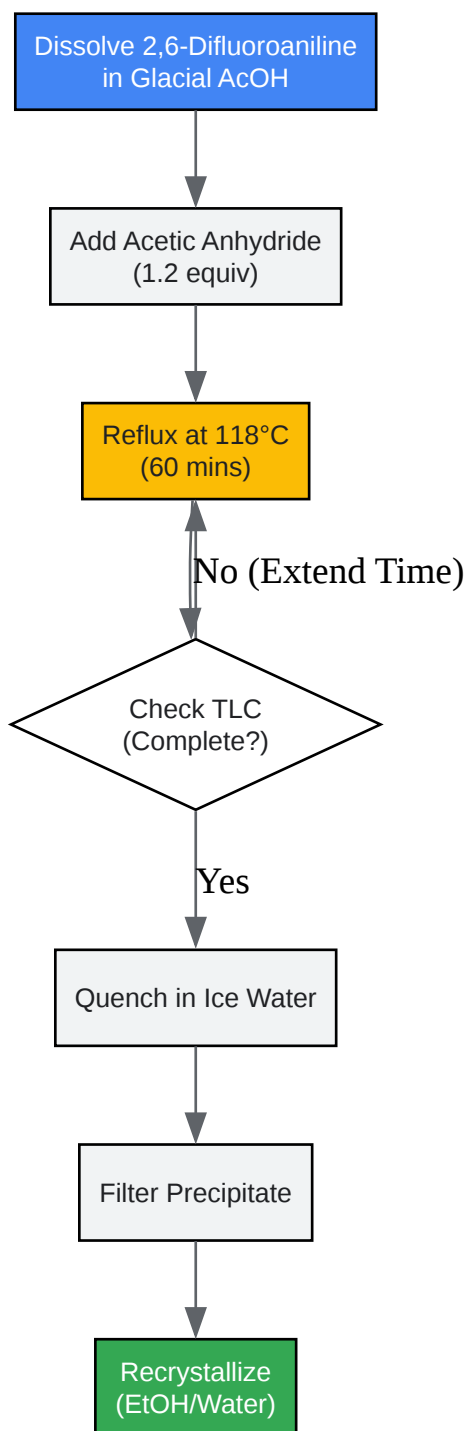 Dissolve 2,6-Difluoroaniline
in Glacial AcOH
Add Acetic Anhydride
(1.2 equiv)
Reflux at 118°C
(60 mins)
No (Extend Time)
Check TLC
(Complete?)
Yes
Quench in Ice Water
Filter Precipitate
Recrystallize
(EtOH/Water)